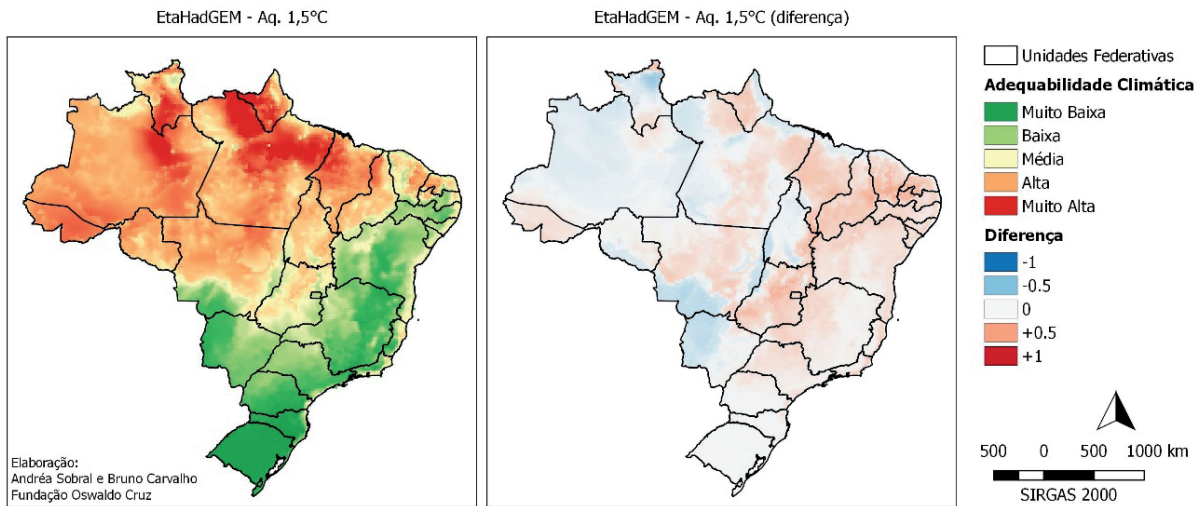 EtaHadGEM - Aq. 1,5°C
EtaHadGEM - Aq. 1,5°C (diferença)
Elaboração:
Andréa Sobral e Bruno Carvalho
Fundação Oswaldo Cruz
Unidades Federativas
Adequabilidade Climática
Muito Baixa
Baixa
Média
Alta
Muito Alta
Diferença
-1
-0.5
0
+0.5
+1
500 0 500 1000 km
SIRGAS 2000